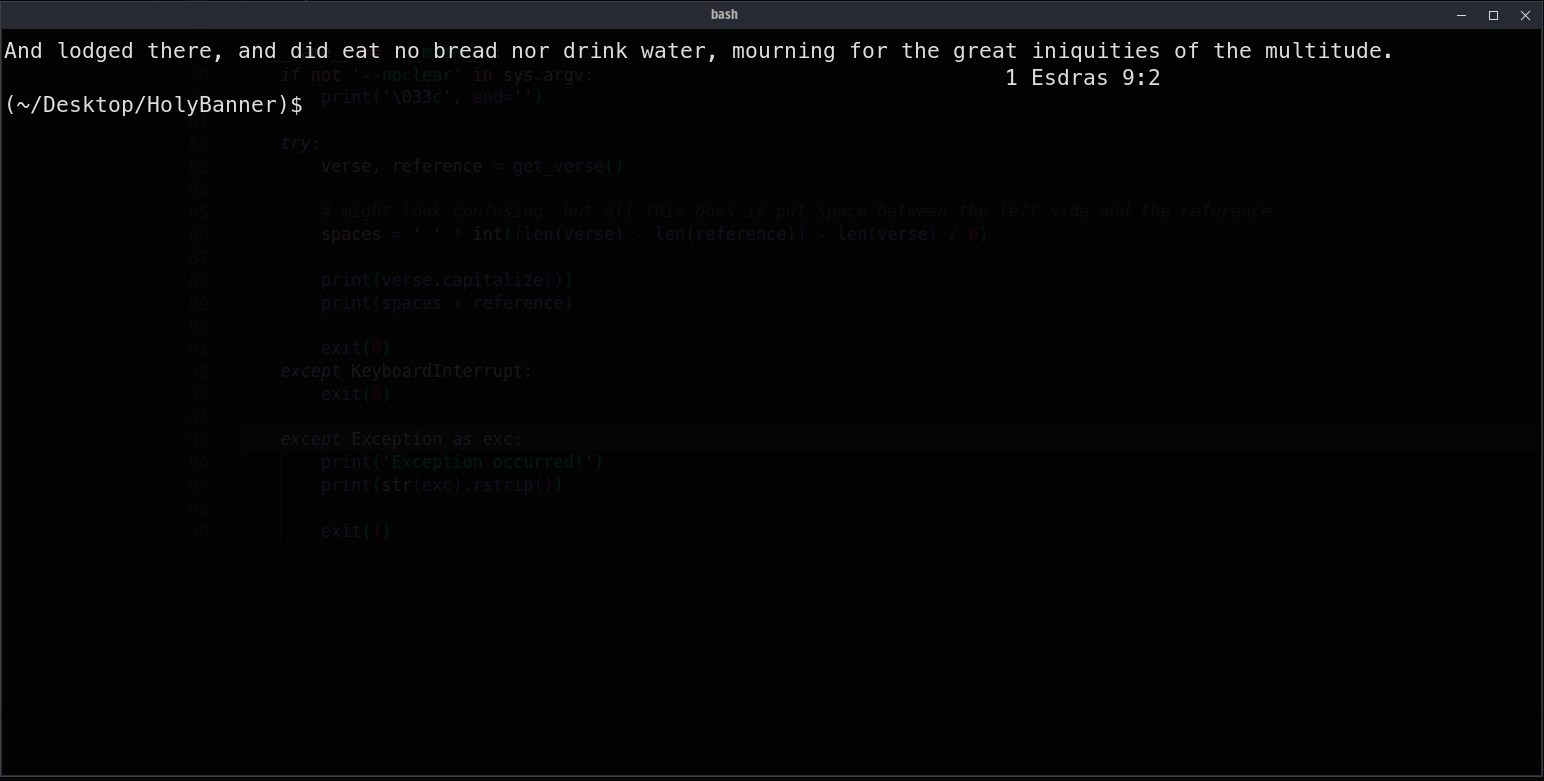 bash
And lodged there, and did eat no bread nor drink water, mourning for the great iniquities of the multitude.
79 if not '--noclear' in sys.argv:
1 Esdras 9:2
print('\033c', end='')
(~/Desktop/HolyBanner)$
82 try:
83 verse, reference = get_verse()
84
85 # might look confusing, but all this does is put space between the left side and the reference
86 spaces = ' ' * int((len(verse) - len(reference)) - len(verse) / 6)
87
88 print(verse.capitalize())
89 print(spaces + reference)
90
91 exit(0)
92 except KeyboardInterrupt:
93 exit(0)
94
95 except Exception as exc:
96 print('Exception occurred!')
97 print(str(exc).rstrip())
98
99 exit(1)